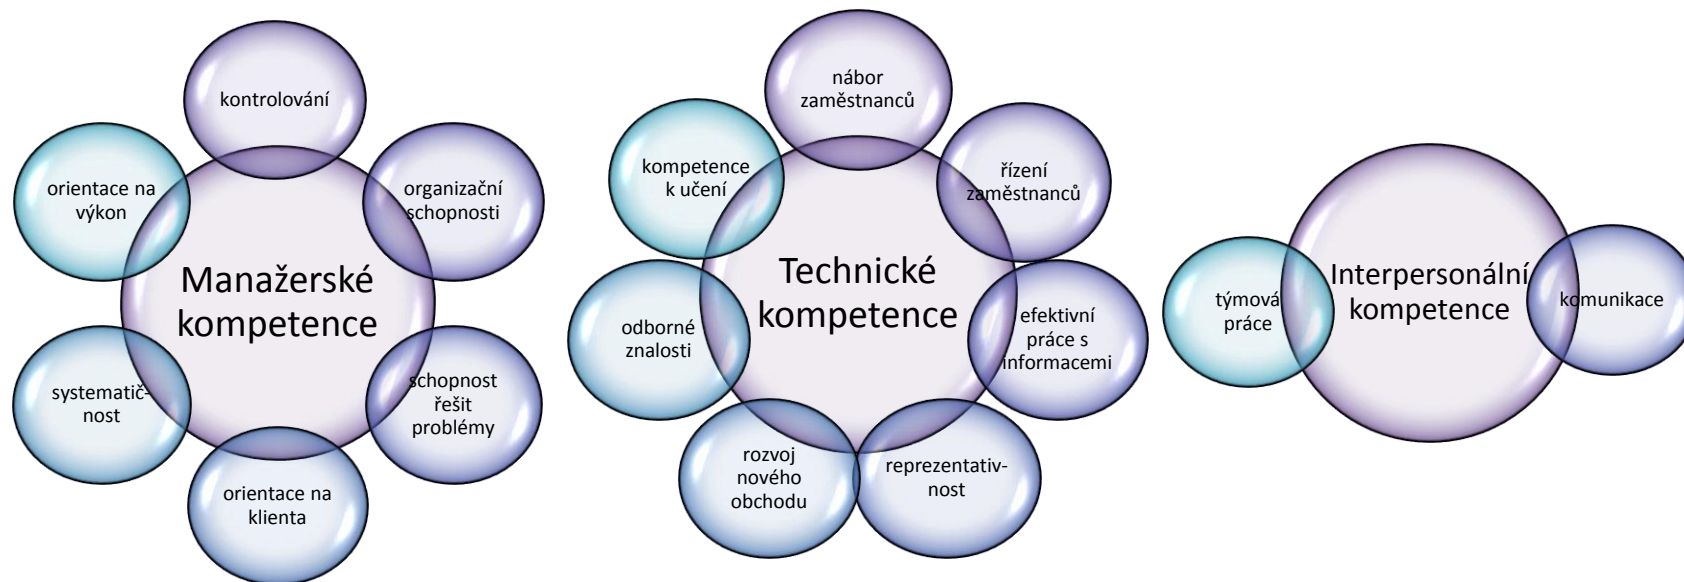 kontrolování
organizační
schopnosti
schopnost
řešit
problémy
orientace na
klienta
systematič-
nost
orientace na
výkon
Manažerské
kompetence
nábor
zaměstnanců
řízení
zaměstnanců
efektivní
práce s
informacemi
reprezentativ-
nost
rozvoj
nového
obchodu
odborné
znalosti
kompetence
k učení
Technické
kompetence
Interpersonální
kompetence
komunikace
týmová
práce